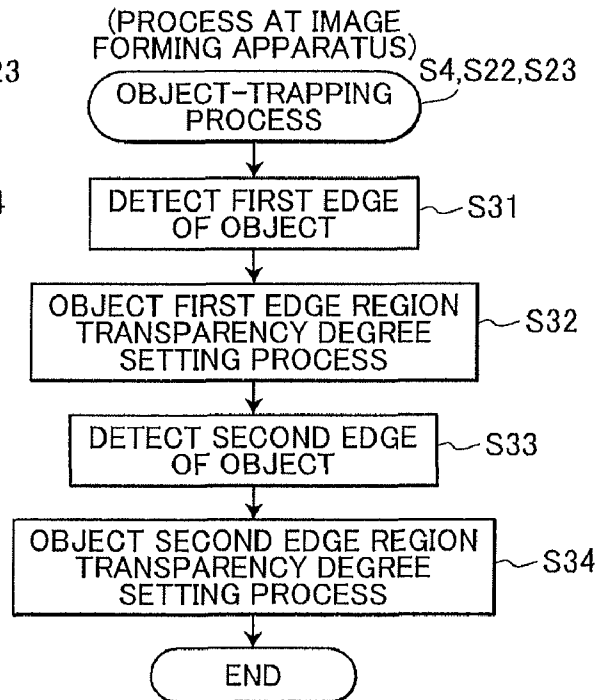 (PROCESS AT IMAGE
FORMING APPARATUS)
23
S4,S22,S23
OBJECT-TRAPPING
PROCESS
DETECT FIRST EDGE
OF OBJECT
S31
OBJECT FIRST EDGE REGION
TRANSPARENCY DEGREE
SETTING PROCESS
S32
DETECT SECOND EDGE
OF OBJECT
S33
OBJECT SECOND EDGE REGION
TRANSPARENCY DEGREE
SETTING PROCESS
S34
END